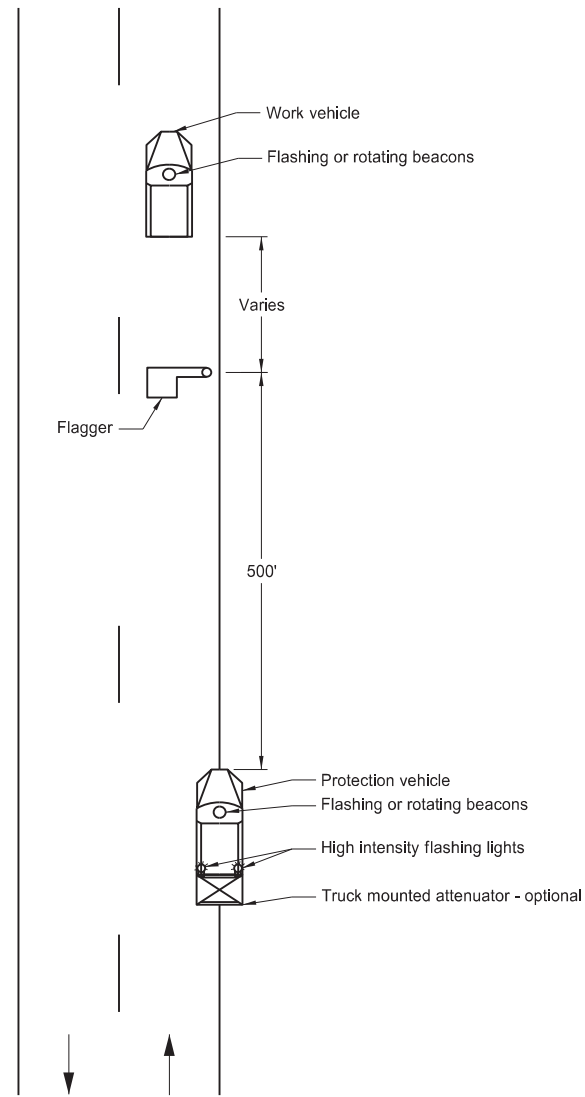 Work vehicle
Flashing or rotating beacons
Varies
Flagger
500'
Protection vehicle
Flashing or rotating beacons
High intensity flashing lights
Truck mounted attenuator - optional